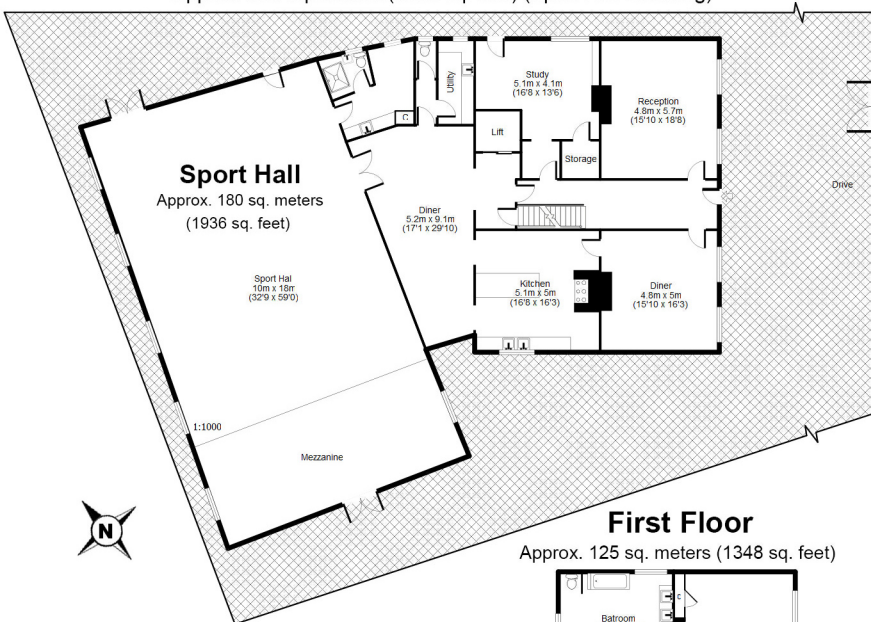 Sport Hall
Approx. 180 sq. meters
(1936 sq. feet)
Sport Hal
10m x 18m
(32'9 x 59'0)
1:1000
Mezzanine
Utility
C
Study
5.1m x 4.1m
(16'8 x 13'6)
Reception
4.8m x 5.7m
(15'10 x 18'8)
Lift
Storage
Drive
Diner
5.2m x 9.1m
(17'1 x 29'10)
Kitchen
5.1m x 5m
(16'8 x 16'3)
Diner
4.8m x 5m
(15'10 x 16'3)
N
First Floor
Approx. 125 sq. meters (1348 sq. feet)
Batroom
C